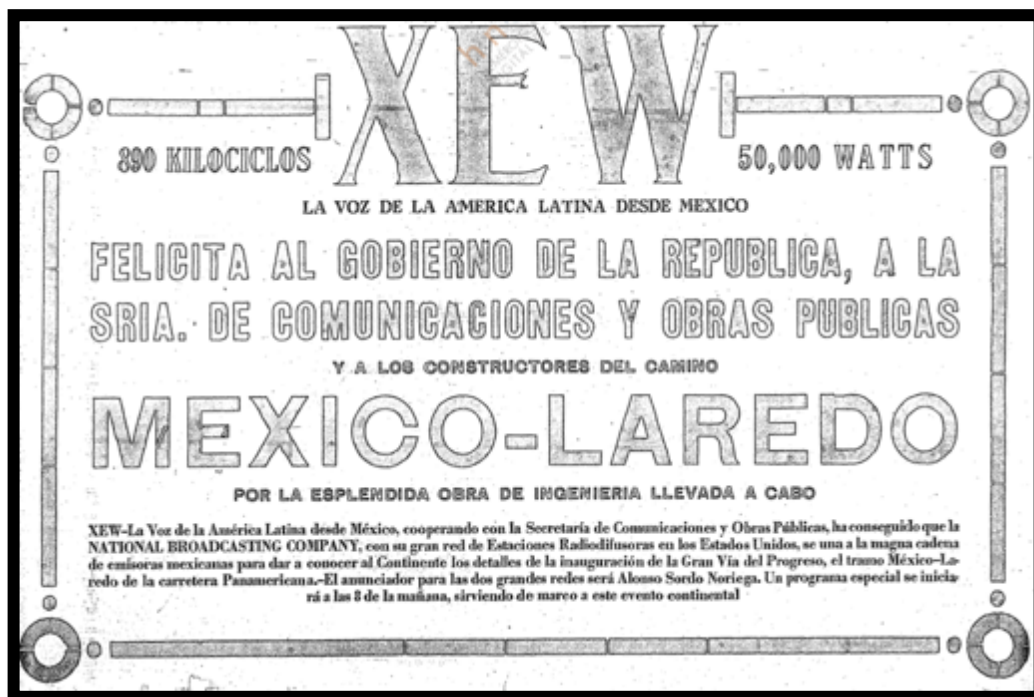 XEW
890 KILOCICLOS
50,000 WATTS
LA VOZ DE LA AMERICA LATINA DESDE MEXICO
FELICITA AL GOBIERNO DE LA REPUBLICA, A LA
SRIA. DE COMUNICACIONES Y OBRAS PUBLICAS
Y A LOS CONSTRUCTORES DEL CAMINO
MEXICO-LAREDO
POR LA ESPLENDIDA OBRA DE INGENIERIA LLEVADA A CABO
XEW-La Voz de la América Latina desde México, cooperando con la Secretaría de Comunicaciones y Obras Públicas, ha conseguido que la
NATIONAL BROADCASTING COMPANY, con su gran red de Estaciones Radiodifusoras en los Estados Unidos, se una a la magna cadena
de emisoras mexicanas para dar a conocer al Continente los detalles de la inauguración de la Gran Vía del Progreso, el tramo México-La-
redo de la carretera Panamericana.-El anunciador para las dos grandes redes será Alonso Sordo Noriega. Un programa especial se inicia-
rá a las 8 de la mañana, sirviendo de marco a este evento continental